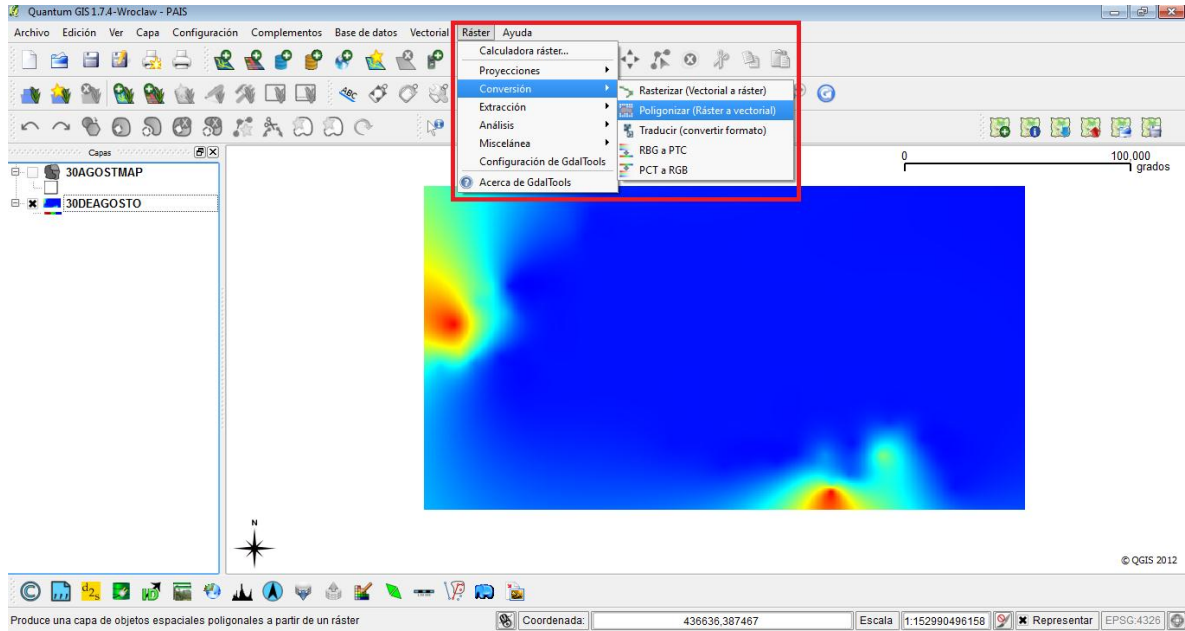 Quantum GIS 1.7.4-Wroclaw - PAIS
Archivo Edición Ver Capa Configuración Complementos Base de datos Vectorial Ráster Ayuda
Calculadora ráster...
Proyecciones
Conversión
Extracción
Análisis
Miscelánea
Configuración de GdalTools
Acerca de GdalTools
Rasterizar (Vectorial a ráster)
Poligonizar (Ráster a vectorial)
Traducir (convertir formato)
RBG a PTC
PCT a RGB
ABC
Capas
30AGOSTMAP
30DEAGOSTO
0 100,000
grados
N
© QGIS 2012
Produce una capa de objetos espaciales poligonales a partir de un ráster
Coordenada: 436636,387467 Escala 1:152990496158 Representar EPSG:4326